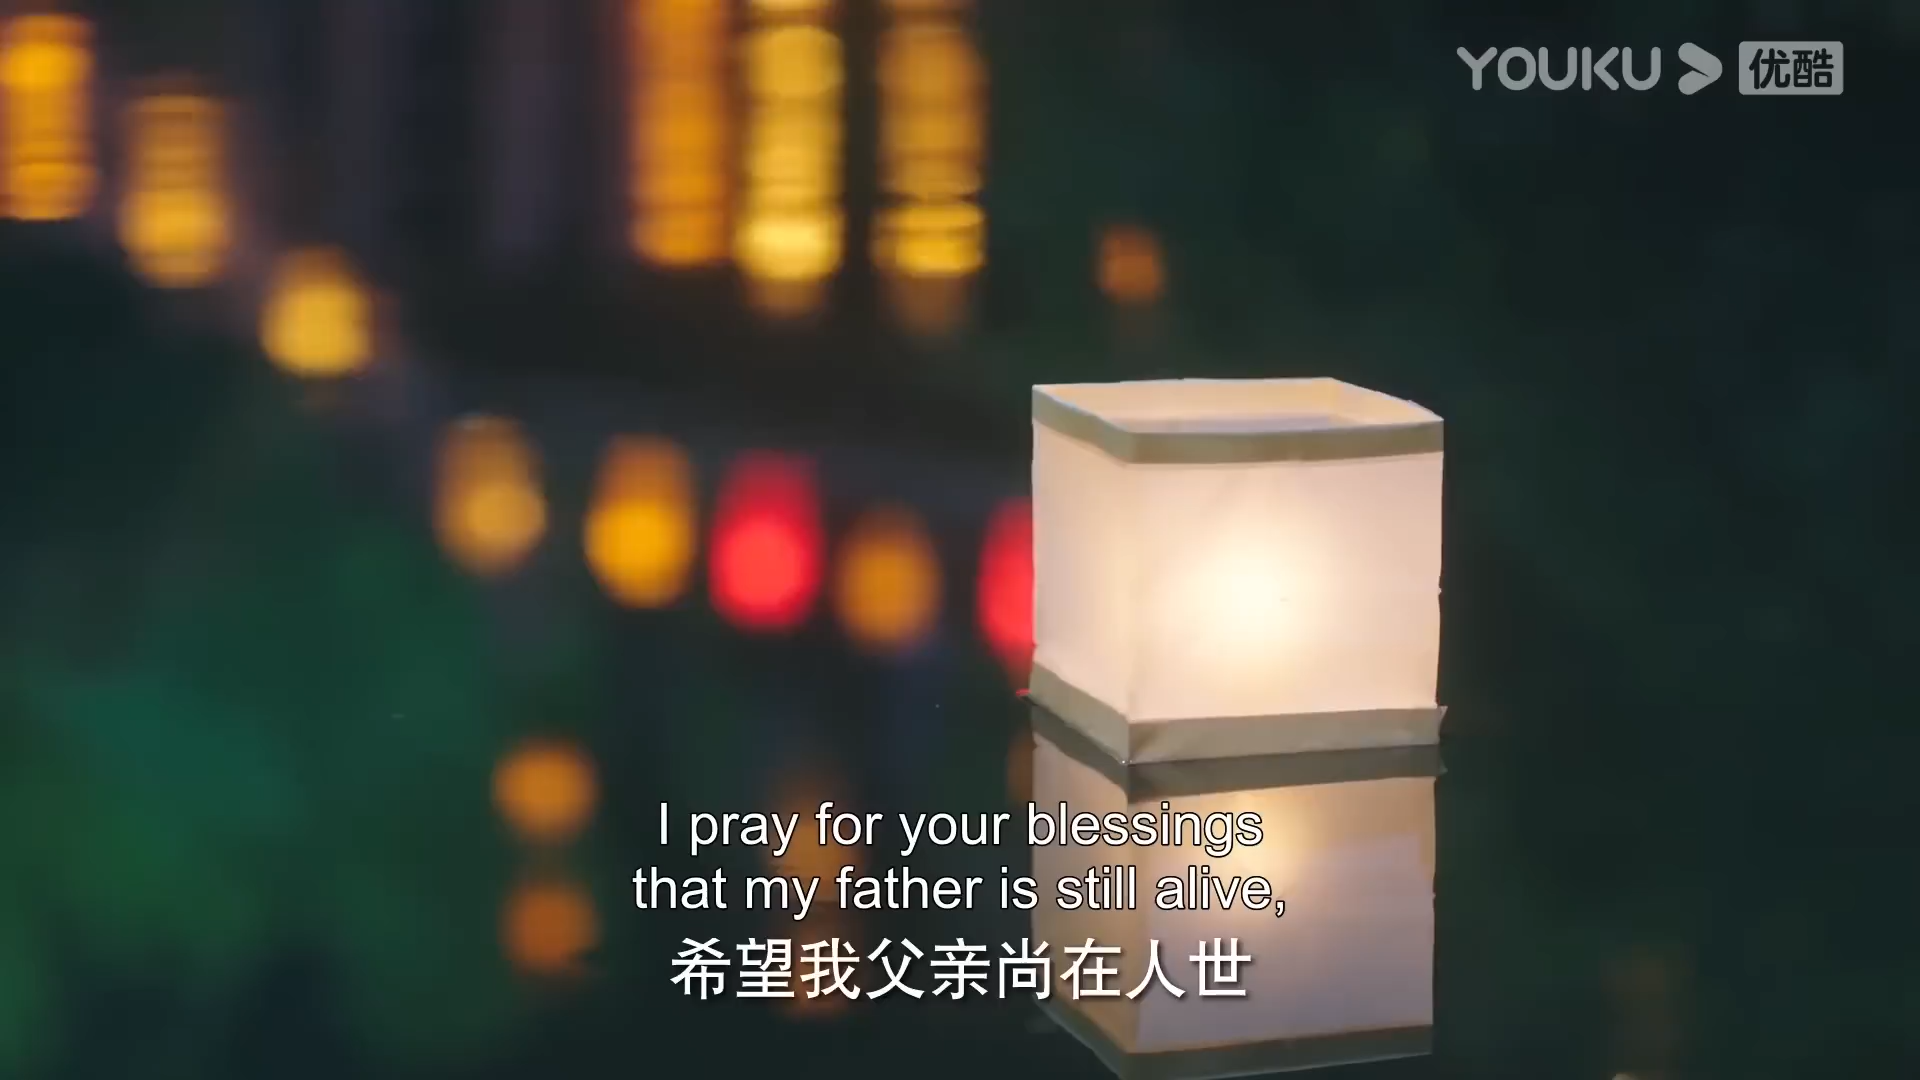 YOUKU 优酷
I pray for your blessings
that my father is still alive,
希望我父亲尚在人世